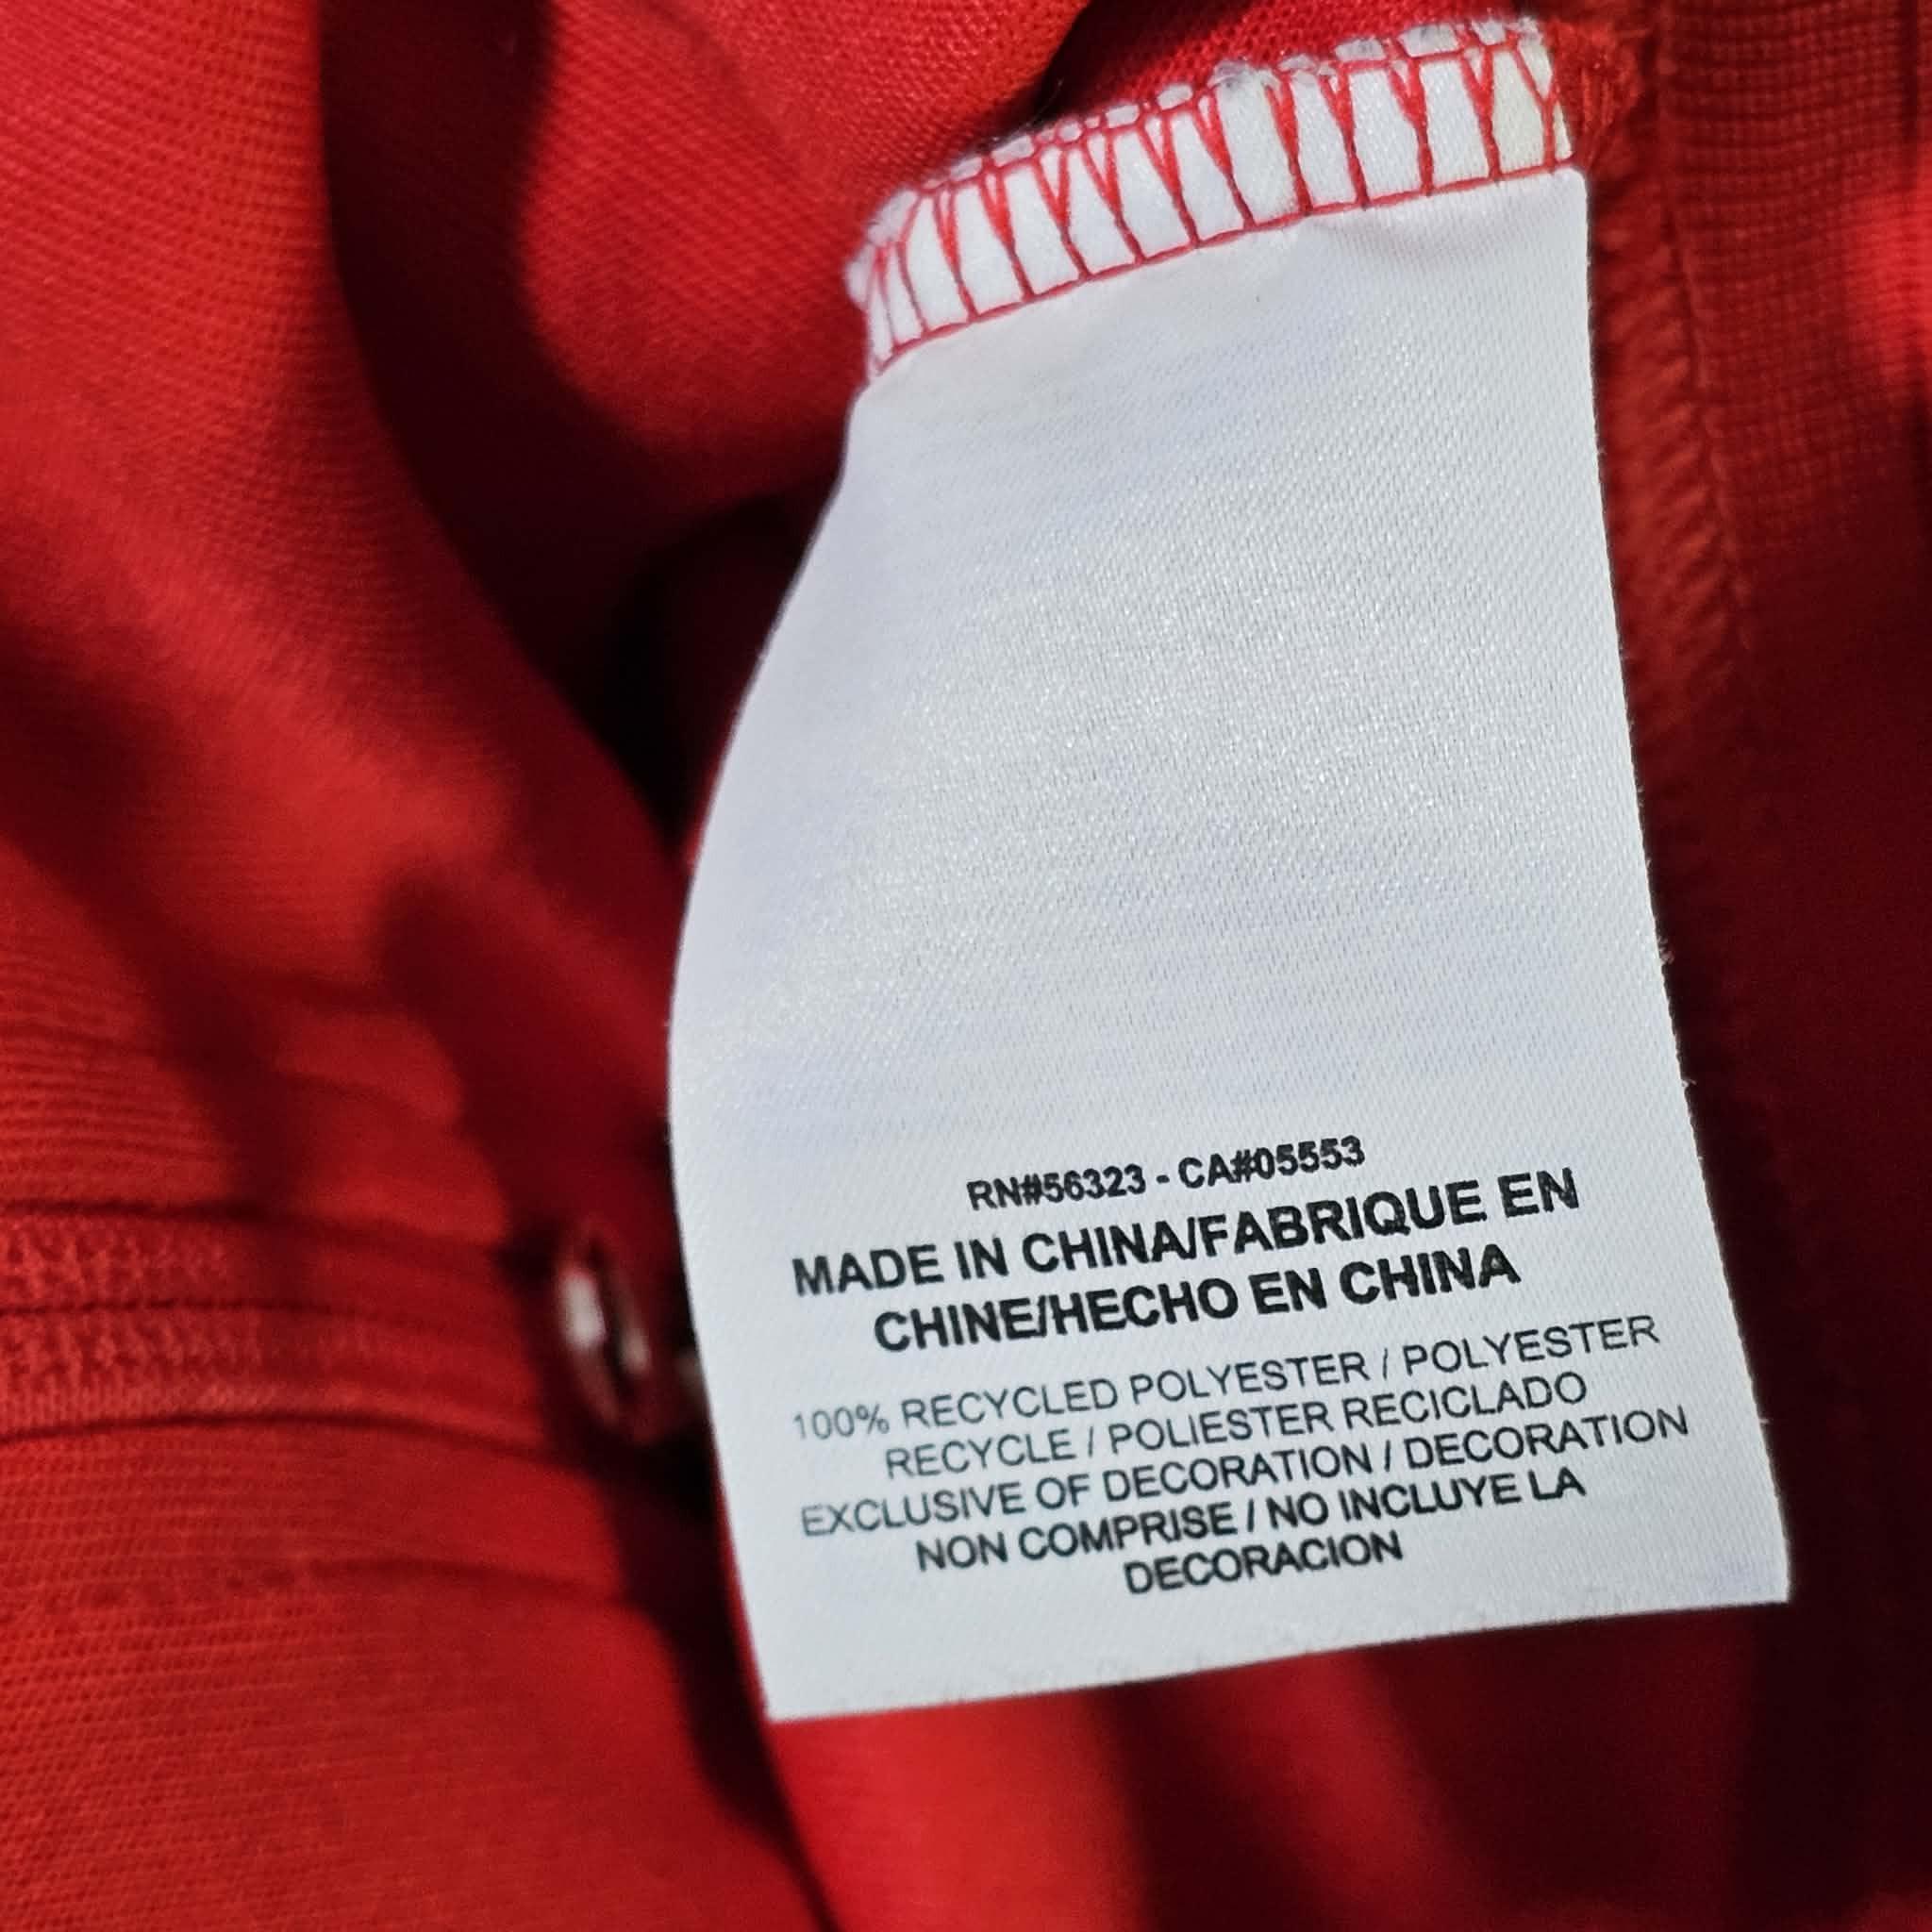 RN#56323 - CA#05553
MADE IN CHINA/FABRIQUE EN
CHINE/HECHO EN CHINA
100% RECYCLED POLYESTER / POLYESTER
RECYCLE / POLIESTER RECICLADO
EXCLUSIVE OF DECORATION / DECORATION
NON COMPRISE / NO INCLUYE LA
DECORACION